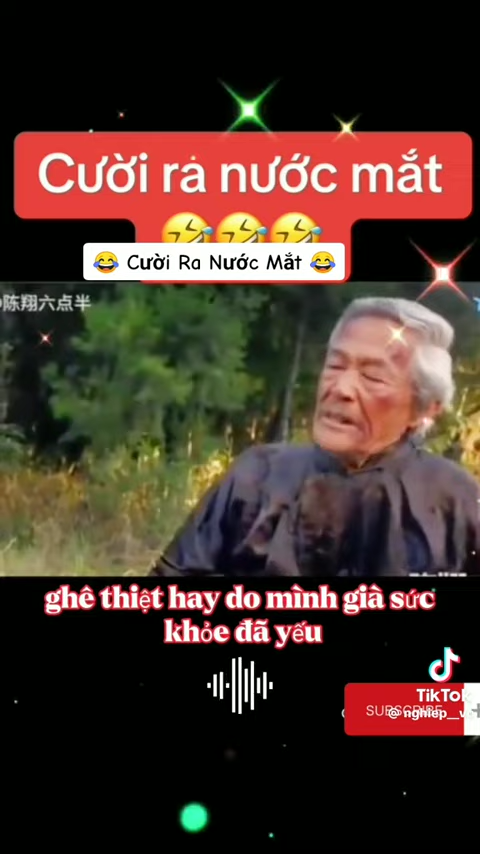 Cười ra nước mắt
🤣🤣🤣
😂 Cười Ra Nước Mắt 😂
陈翔六点半
ghê thiệt hay do mình già sức
khỏe đã yếu
TikTok
SUBSCRIBE